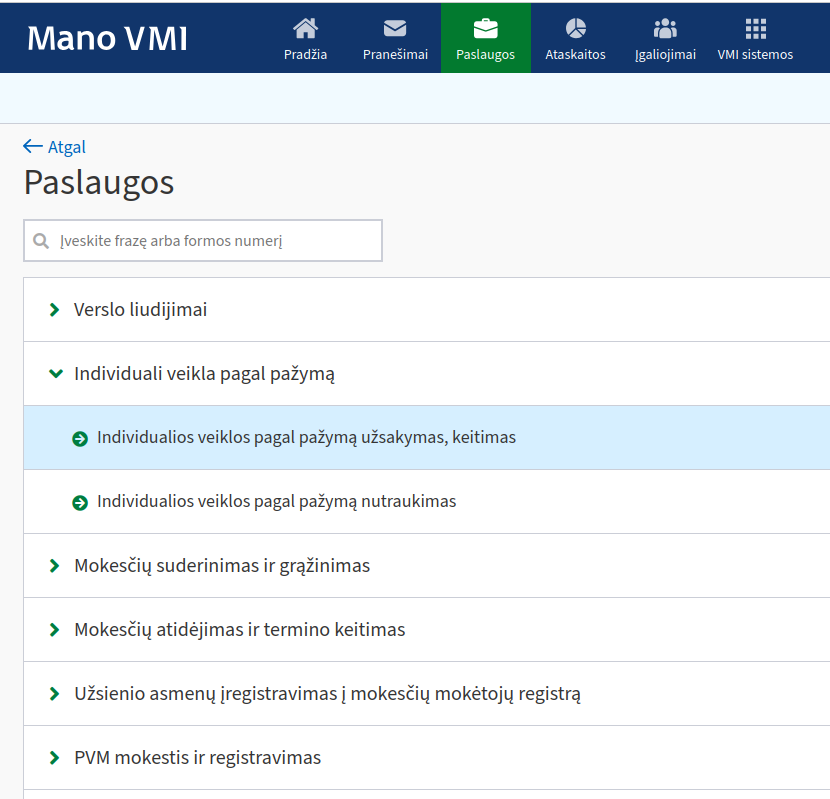 Mano VMI
Pradžia
Pranešimai
Paslaugos
Ataskaitos
Įgaliojimai
VMI sistemos
Atgal
Paslaugos
Įveskite frazę arba formos numerį
Verslo liudijimai
Individuali veikla pagal pažymą
Individualios veiklos pagal pažymą užsakymas, keitimas
Individualios veiklos pagal pažymą nutraukimas
Mokesčių suderinimas ir grąžinimas
Mokesčių atidėjimas ir termino keitimas
Užsienio asmenų įregistravimas į mokesčių mokėtojų registrą
PVM mokestis ir registravimas